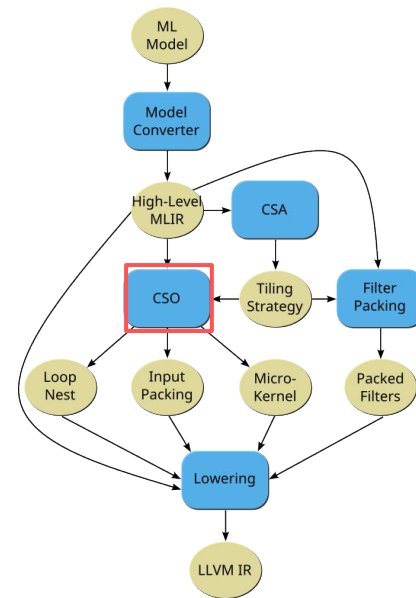 ML
Model
Model
Converter
High-Level
MLIR
CSA
CSO
Tiling
Strategy
Filter
Packing
Loop
Nest
Input
Packing
Micro-
Kernel
Packed
Filters
Lowering
LLVM IR